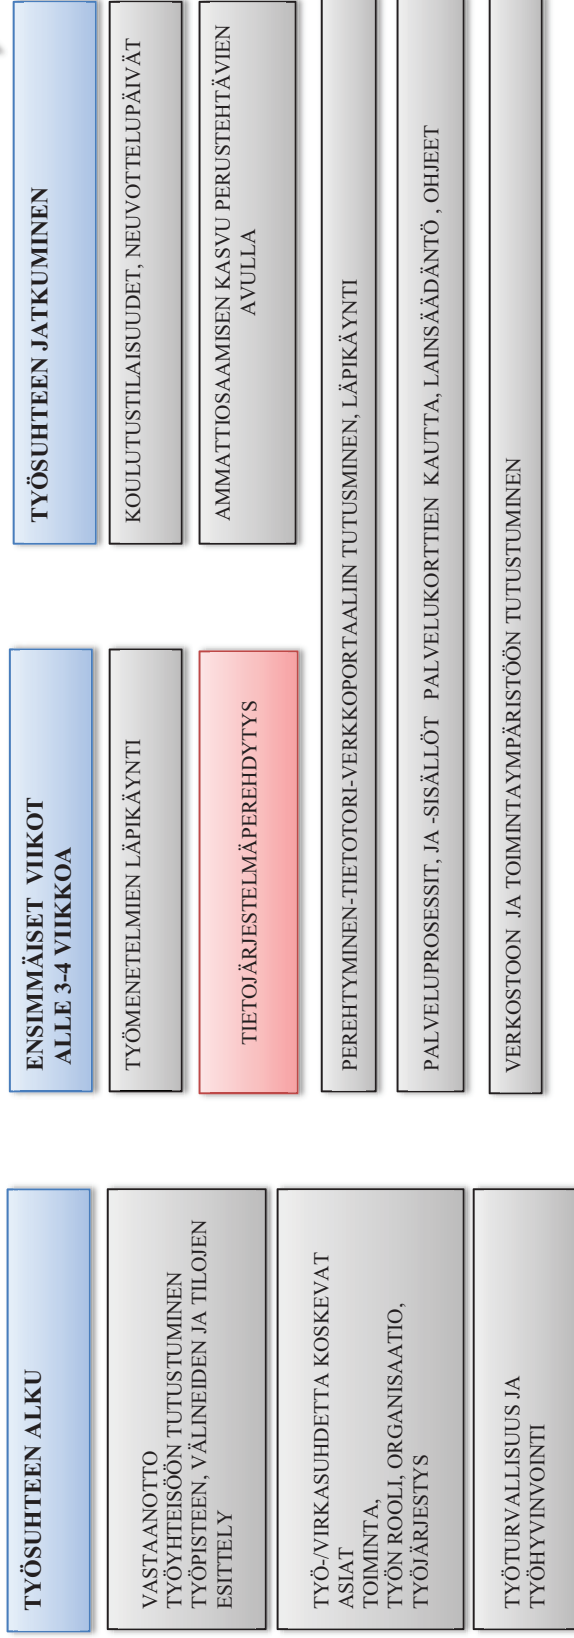 TYÖSUHTEEN ALKU
VASTAANOTTO
TYÖYHTEISÖÖN TUTUSTUMINEN
TYÖPISTEEN, VÄLINEIDEN JA TILOJEN
ESITTELY
TYÖ-/VIRKASUHDETTA KOSKEVAT
ASIAT
TOIMINTA,
TYÖN ROOLI, ORGANISAATIO,
TYÖJÄRJESTYS
TYÖTURVALLISUUS JA
TYÖHYVINVOINTI
ENSIMMÄISET VIIKOT
ALLE 3-4 VIIKKOA
TYÖMENETELMIEN LÄPIKÄYNTI
TIETOJÄRJESTELMÄPEREHDYTYS
TYÖSUHTEEN JATKUMINEN
KOULUTUSTILAISUUDET, NEUVOTTELUPÄIVÄT
AMMATTIOSAAMISEN KASVU PERUSTEHTÄVIEN
AVULLA
PEREHTYMINEN-TIETOTORI-VERKKOPORTAALIN TUTUSMINEN, LÄPIKÄYNTI
PALVELUPROSESSIT, JA -SISÄLLÖT PALVELUKORTTIEN KAUTTA, LAINSÄÄDÄNTÖ , OHJEET
VERKOSTOON JA TOIMINTAYMPÄRISTÖÖN TUTUSTUMINEN